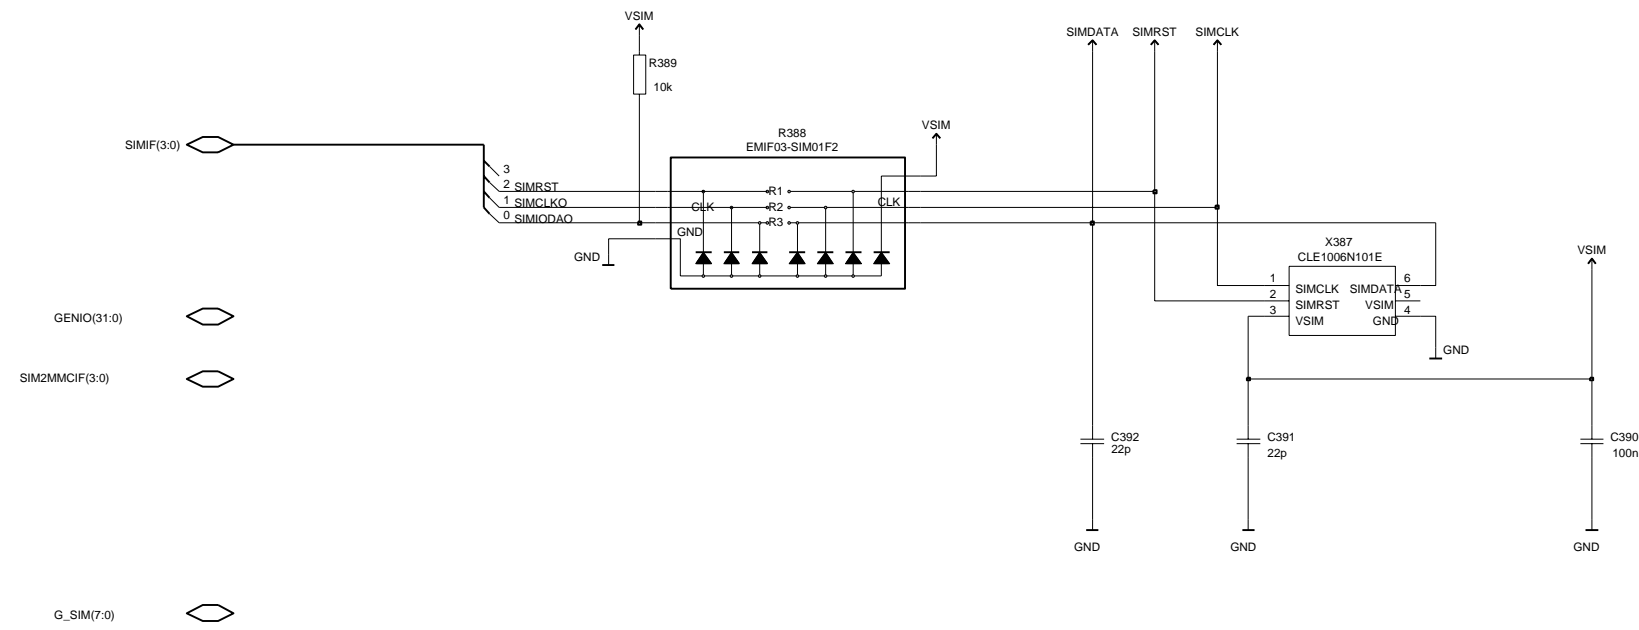 VSIM
SIMDATA
SIMRST
SIMCLK
R389
10k
VSIM
R388
EMIF03-SIM01F2
SIMIF(3:0)
3
2 SIMRST
1 SIMCLKO
0 SIMIODAO
R1
CLK
R2
CLK
R3
GND
GND
X387
CLE1006N101E
VSIM
1
SIMCLK
SIMDATA
6
2
SIMRST
VSIM
5
3
VSIM
GND
4
GND
GENIO(31:0)
SIM2MMCIF(3:0)
C392
22p
C391
22p
C390
100n
GND
GND
GND
G_SIM(7:0)